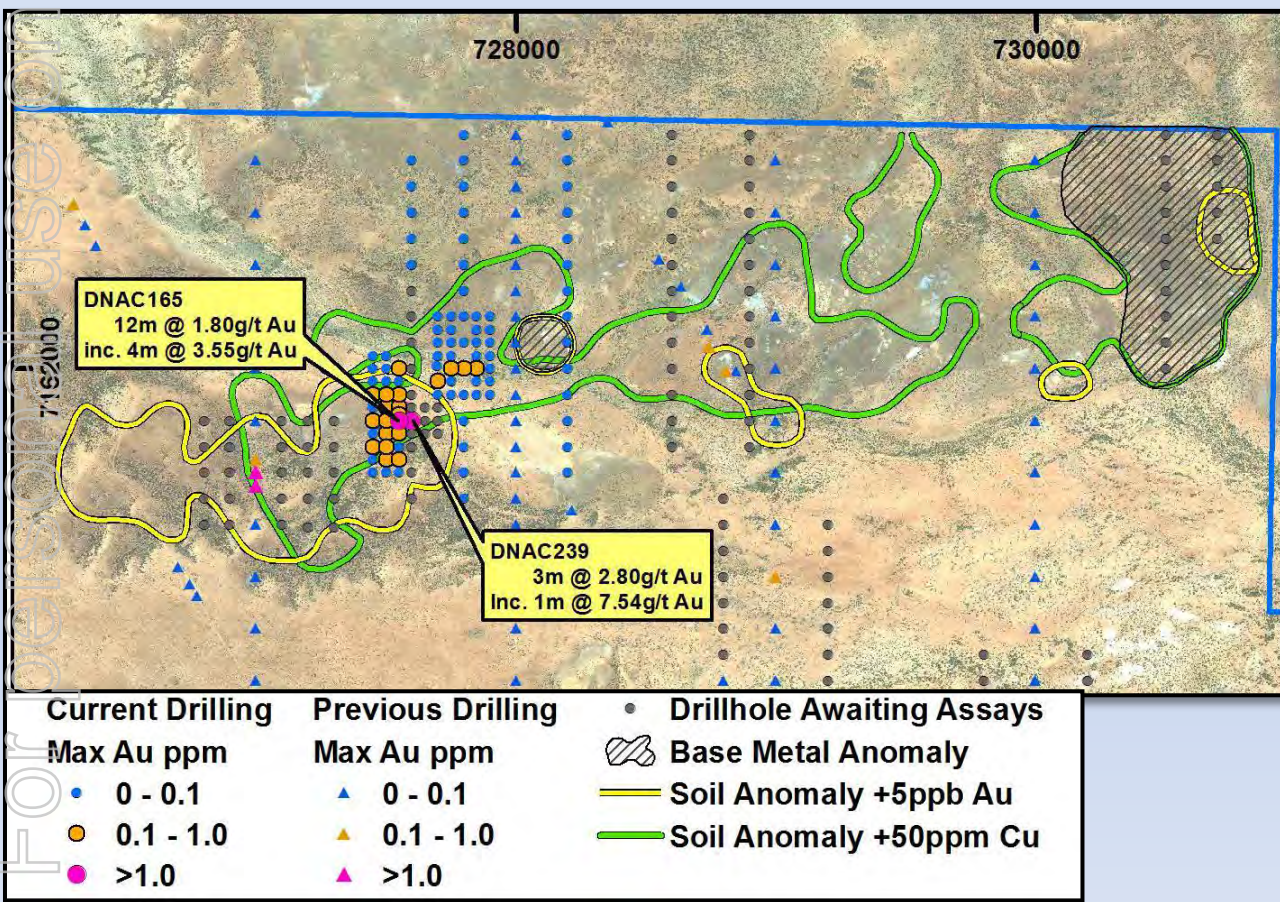 For personal use on
728000
730000
7162000
DNAC165
12m @ 1.80g/t Au
inc. 4m @ 3.55g/t Au
DNAC239
3m @ 2.80g/t Au
Inc. 1m @ 7.54g/t Au
Current Drilling
Max Au ppm
0 - 0.1
0.1 - 1.0
>1.0
Previous Drilling
Max Au ppm
0 - 0.1
0.1 - 1.0
>1.0
Drillhole Awaiting Assays
Base Metal Anomaly
Soil Anomaly +5ppb Au
Soil Anomaly +50ppm Cu